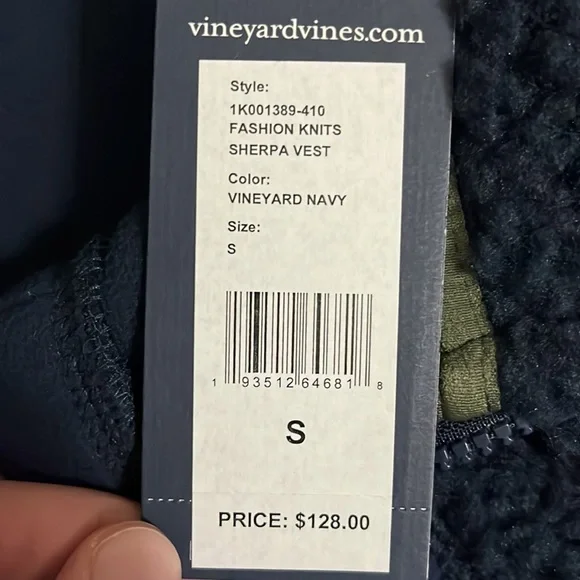 vineyardvines.com
Style:
1K001389-410
FASHION KNITS
SHERPA VEST
Color:
VINEYARD NAVY
Size:
S
1 93512 64681 8
S
PRICE: $128.00